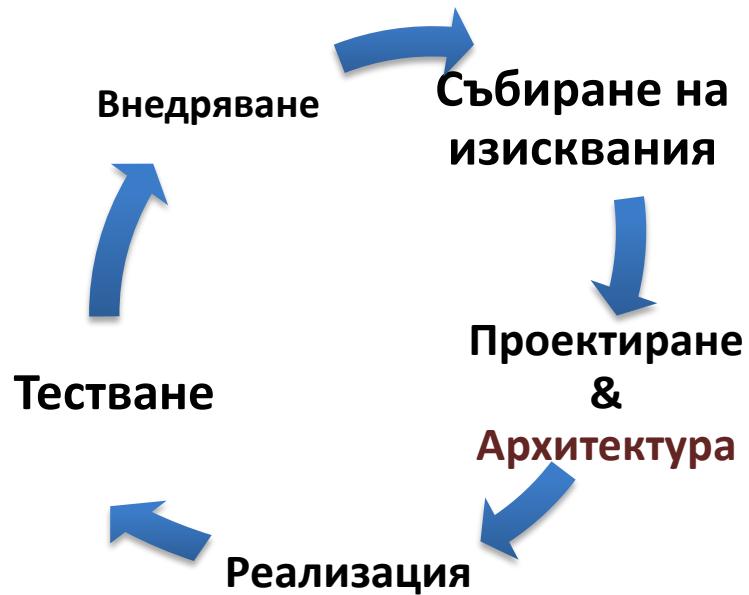 Внедряване
Събиране на
изисквания
Проектиране
&
Архитектура
Тестване
Реализация